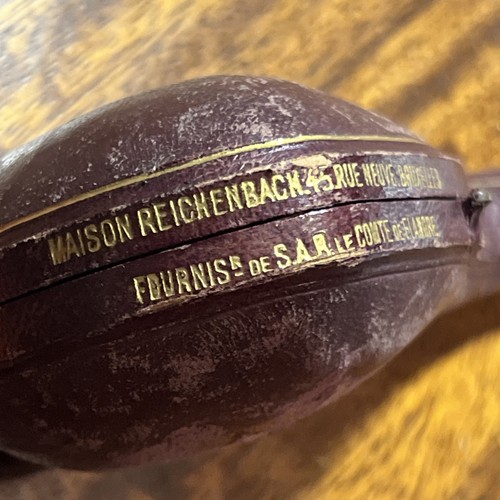 MAISON REICHENBACK 45, RUE NEUVE, BRUXELLES
FOURNISR DE S.A.R. LE COMTE DE FLANDRE